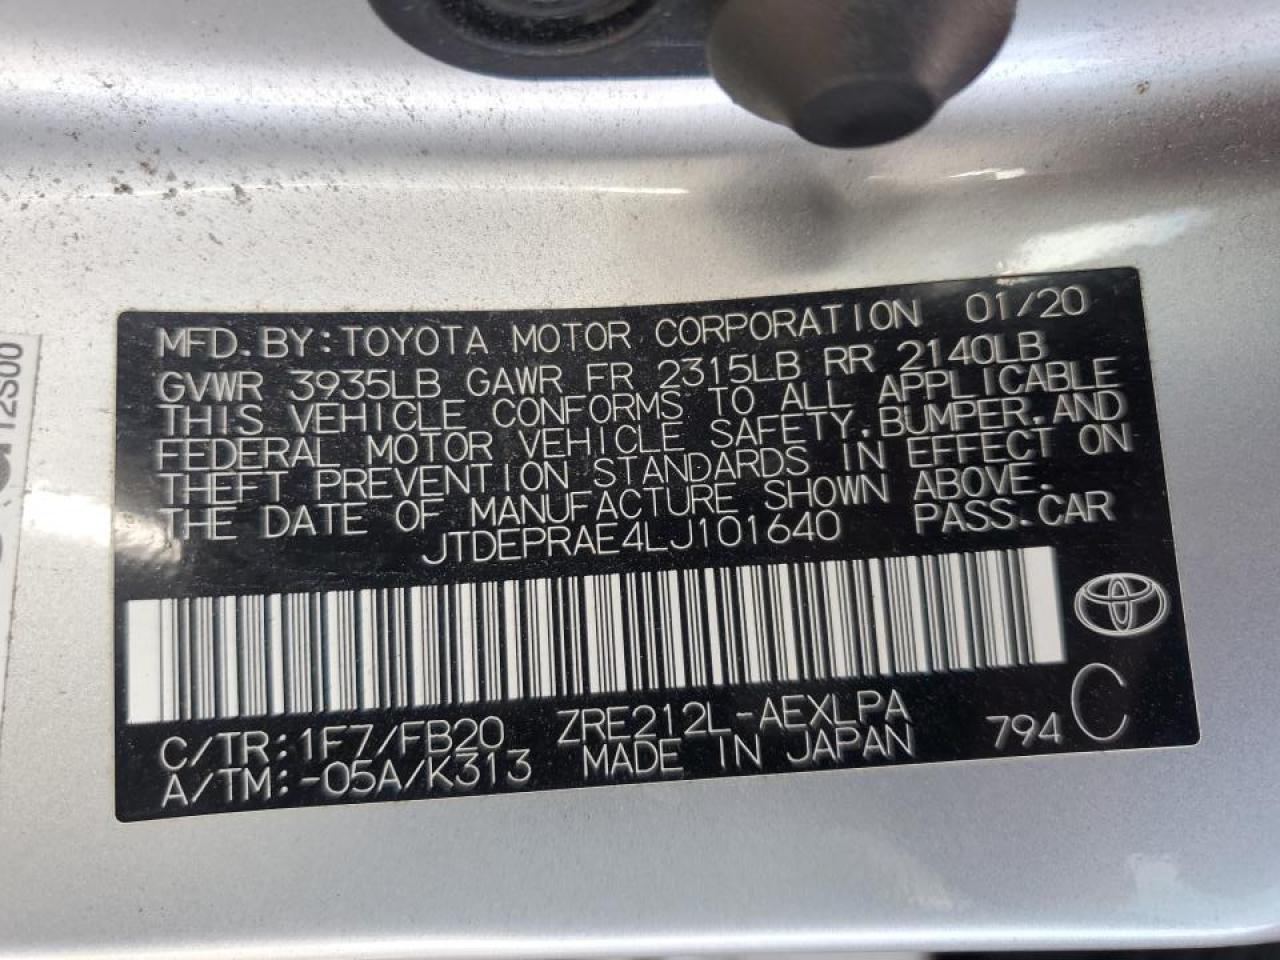 MFD. BY: TOYOTA MOTOR CORPORATION 01/20
GVWR 3935LB GAWR FR 2315LB RR 2140LB
THIS VEHICLE CONFORMS TO ALL APPLICABLE
FEDERAL MOTOR VEHICLE SAFETY, BUMPER, AND
THEFT PREVENTION STANDARDS IN EFFECT ON
THE DATE OF MANUFACTURE SHOWN ABOVE.
JTDEPRAE4LJ101640 PASS. CAR
C/TR: 1F7/FB20 ZRE212L-AEXLPA
A/TM: -05A/K313 MADE IN JAPAN 794 C
12S00